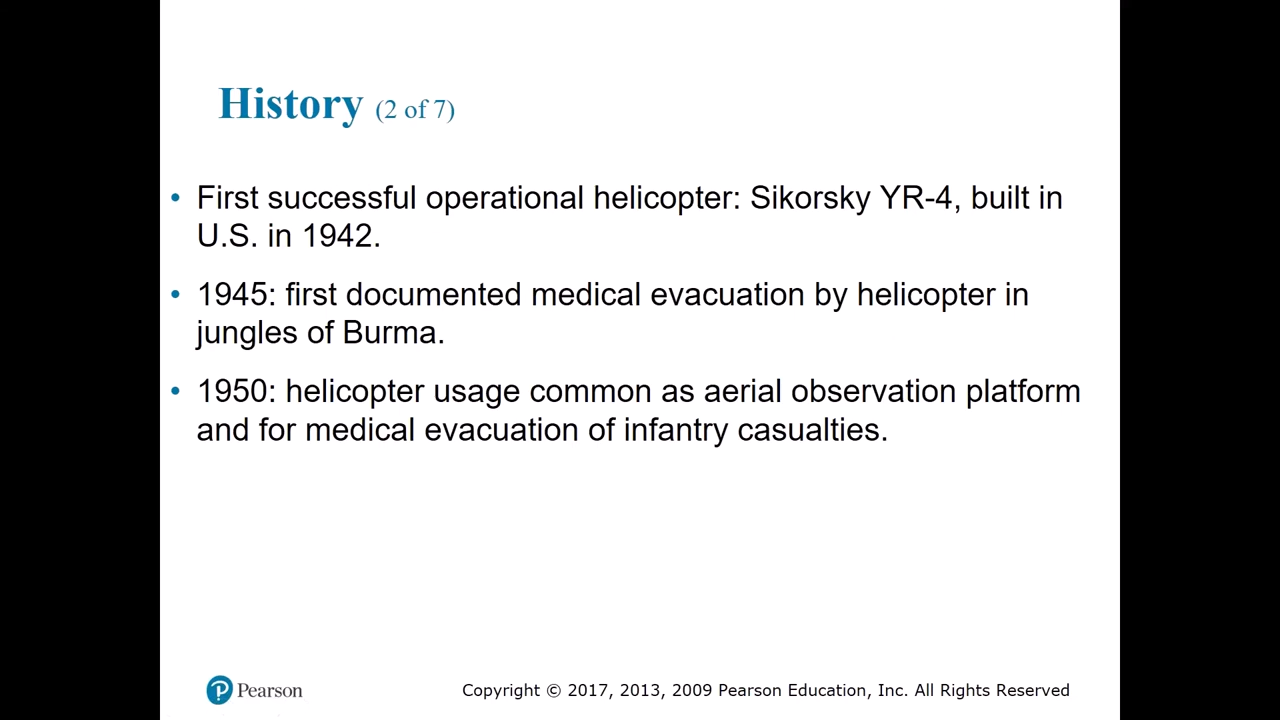 History (2 of 7)
• First successful operational helicopter: Sikorsky YR-4, built in
U.S. in 1942.
• 1945: first documented medical evacuation by helicopter in
jungles of Burma.
• 1950: helicopter usage common as aerial observation platform
and for medical evacuation of infantry casualties.
Pearson
Copyright © 2017, 2013, 2009 Pearson Education, Inc. All Rights Reserved